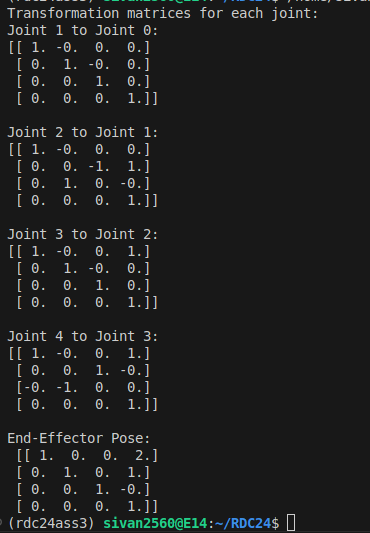 Transformation matrices for each joint:
Joint 1 to Joint 0:
[[ 1. -0.  0.  0.]
 [ 0.  1. -0.  0.]
 [ 0.  0.  1.  0.]
 [ 0.  0.  0.  1.]]
Joint 2 to Joint 1:
[[ 1. -0.  0.  0.]
 [ 0.  0. -1.  1.]
 [ 0.  1.  0. -0.]
 [ 0.  0.  0.  1.]]
Joint 3 to Joint 2:
[[ 1. -0.  0.  1.]
 [ 0.  1. -0.  0.]
 [ 0.  0.  1.  0.]
 [ 0.  0.  0.  1.]]
Joint 4 to Joint 3:
[[ 1. -0.  0.  1.]
 [ 0.  0.  1. -0.]
 [-0. -1.  0.  0.]
 [ 0.  0.  0.  1.]]
End-Effector Pose:
 [[ 1.  0.  0.  2.]
 [ 0.  1.  0.  1.]
 [ 0.  0.  1. -0.]
 [ 0.  0.  0.  1.]]
(rdc24ass3) sivan2560@E14:~/RDC24$